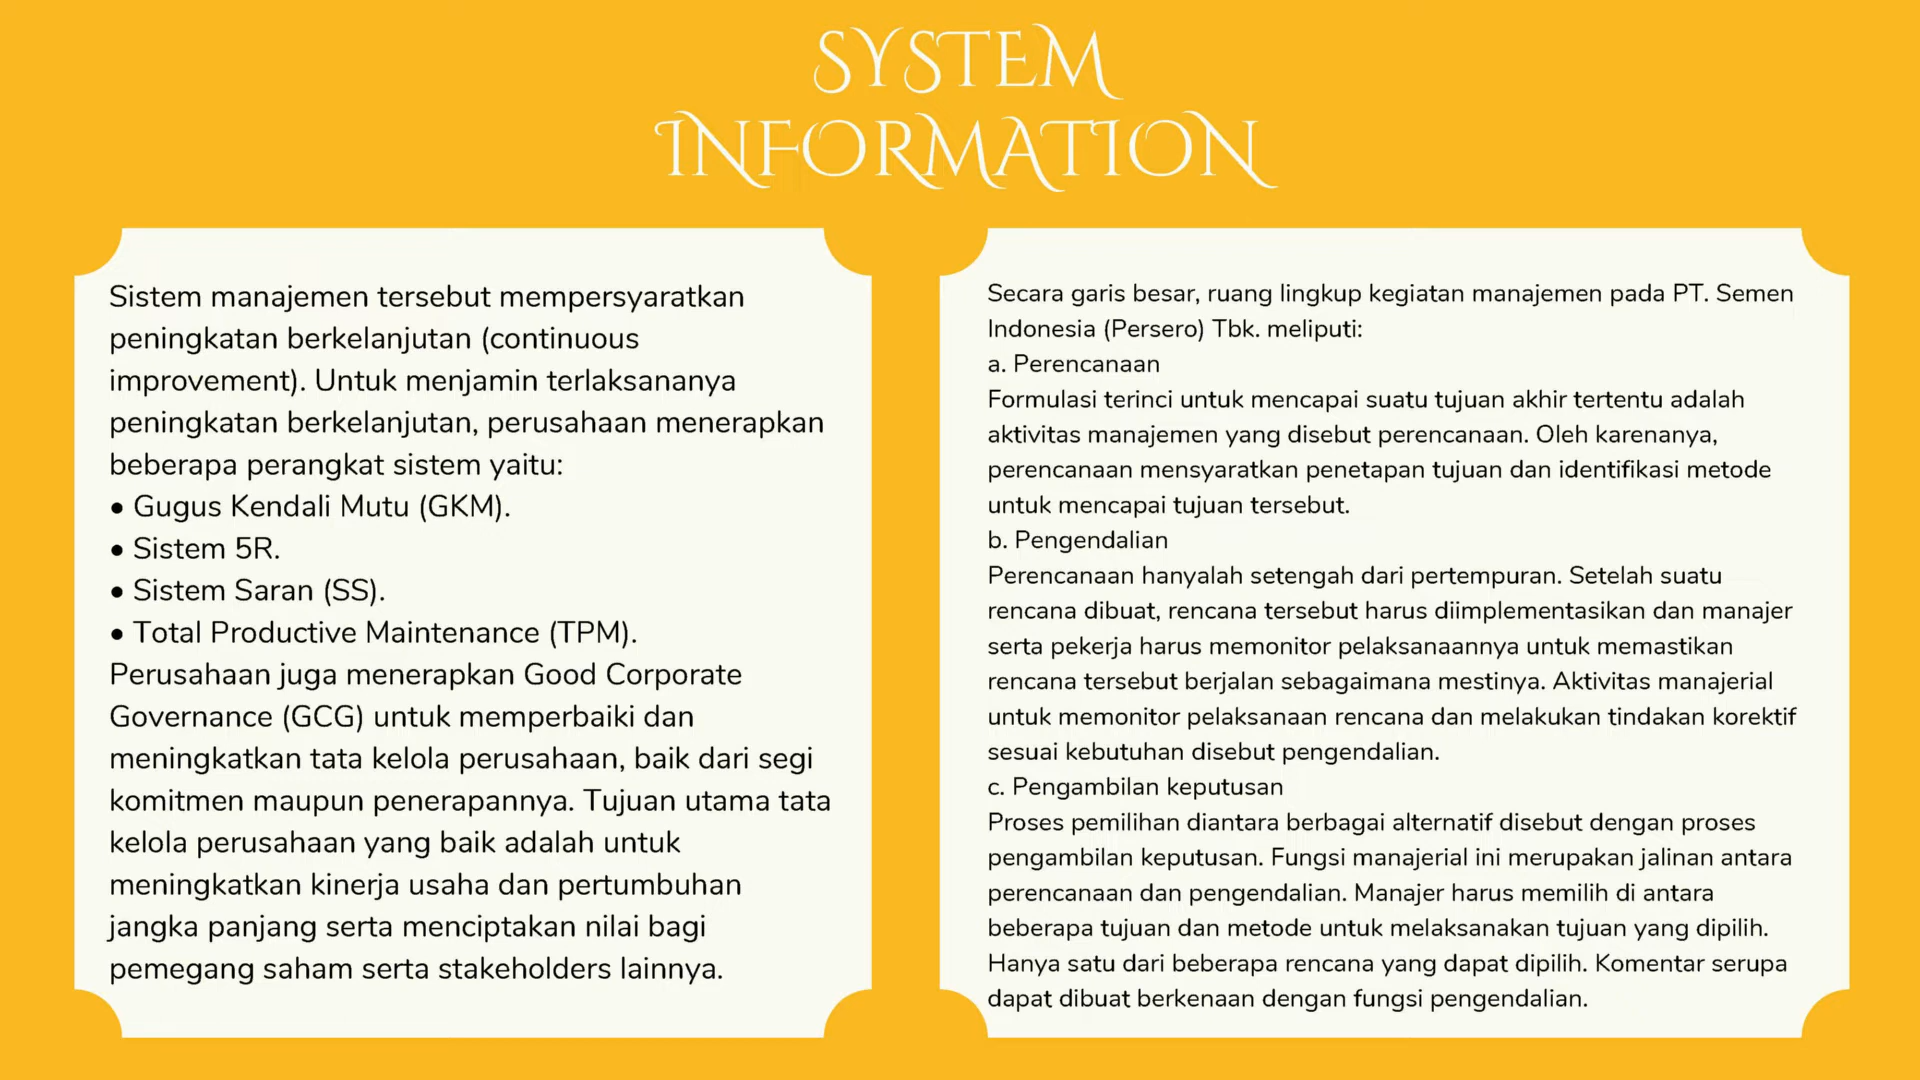 SYSTEM
INFORMATION
Sistem manajemen tersebut mempersyaratkan
peningkatan berkelanjutan (continuous
improvement). Untuk menjamin terlaksananya
peningkatan berkelanjutan, perusahaan menerapkan
beberapa perangkat sistem yaitu:
• Gugus Kendali Mutu (GKM).
• Sistem 5R.
• Sistem Saran (SS).
• Total Productive Maintenance (TPM).
Perusahaan juga menerapkan Good Corporate
Governance (GCG) untuk memperbaiki dan
meningkatkan tata kelola perusahaan, baik dari segi
komitmen maupun penerapannya. Tujuan utama tata
kelola perusahaan yang baik adalah untuk
meningkatkan kinerja usaha dan pertumbuhan
jangka panjang serta menciptakan nilai bagi
pemegang saham serta stakeholders lainnya.
Secara garis besar, ruang lingkup kegiatan manajemen pada PT. Semen
Indonesia (Persero) Tbk. meliputi:
a. Perencanaan
Formulasi terinci untuk mencapai suatu tujuan akhir tertentu adalah
aktivitas manajemen yang disebut perencanaan. Oleh karenanya,
perencanaan mensyaratkan penetapan tujuan dan identifikasi metode
untuk mencapai tujuan tersebut.
b. Pengendalian
Perencanaan hanyalah setengah dari pertempuran. Setelah suatu
rencana dibuat, rencana tersebut harus diimplementasikan dan manajer
serta pekerja harus memonitor pelaksanaannya untuk memastikan
rencana tersebut berjalan sebagaimana mestinya. Aktivitas manajerial
untuk memonitor pelaksanaan rencana dan melakukan tindakan korektif
sesuai kebutuhan disebut pengendalian.
c. Pengambilan keputusan
Proses pemilihan diantara berbagai alternatif disebut dengan proses
pengambilan keputusan. Fungsi manajerial ini merupakan jalinan antara
perencanaan dan pengendalian. Manajer harus memilih di antara
beberapa tujuan dan metode untuk melaksanakan tujuan yang dipilih.
Hanya satu dari beberapa rencana yang dapat dipilih. Komentar serupa
dapat dibuat berkenaan dengan fungsi pengendalian.